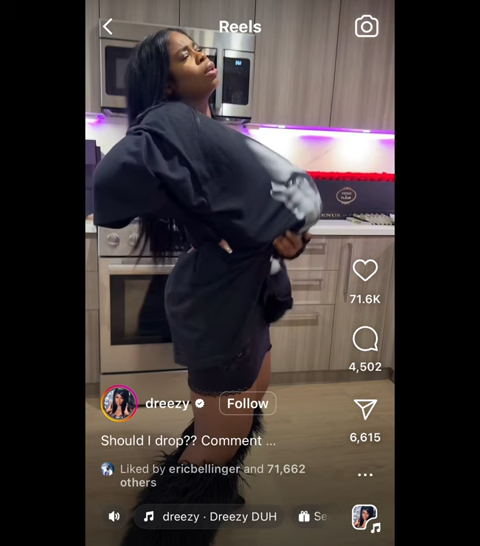 Reels
dreezy
Follow
71.6K
4,502
6,615
Should I drop?? Comment ...
Liked by ericbellinger and 71,662
others
dreezy · Dreezy DUH
Se